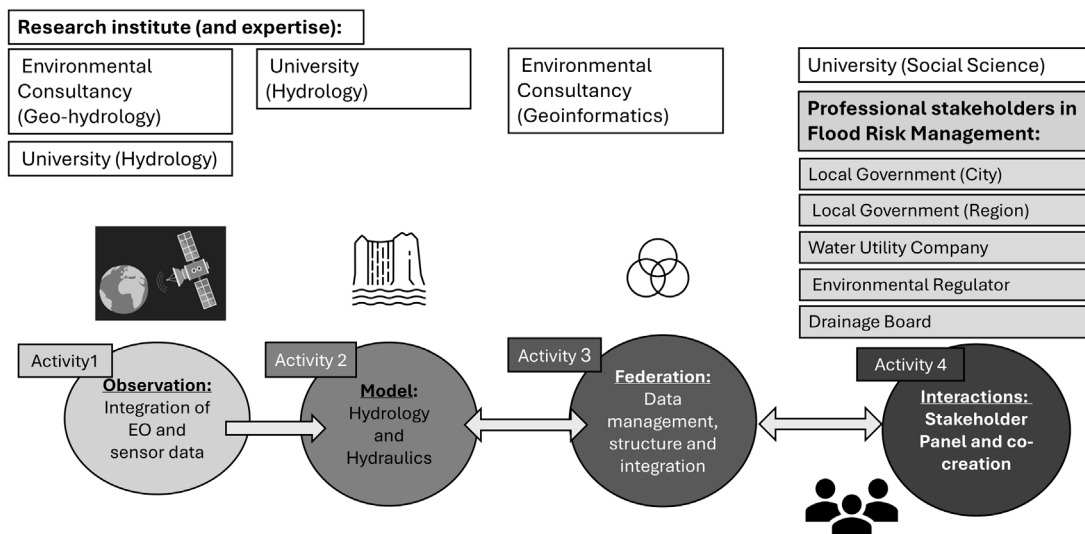 Research institute (and expertise):
Environmental
Consultancy
(Geo-hydrology)
University (Hydrology)
University
(Hydrology)
Environmental
Consultancy
(Geoinformatics)
University (Social Science)
Professional stakeholders in
Flood Risk Management:
Local Government (City)
Local Government (Region)
Water Utility Company
Environmental Regulator
Drainage Board
Activity1
Observation:
Integration of
EO and
sensor data
Activity 2
Model:
Hydrology
and
Hydraulics
Activity 3
Federation:
Data
management,
structure and
integration
Activity 4
Interactions:
Stakeholder
Panel and co-
creation